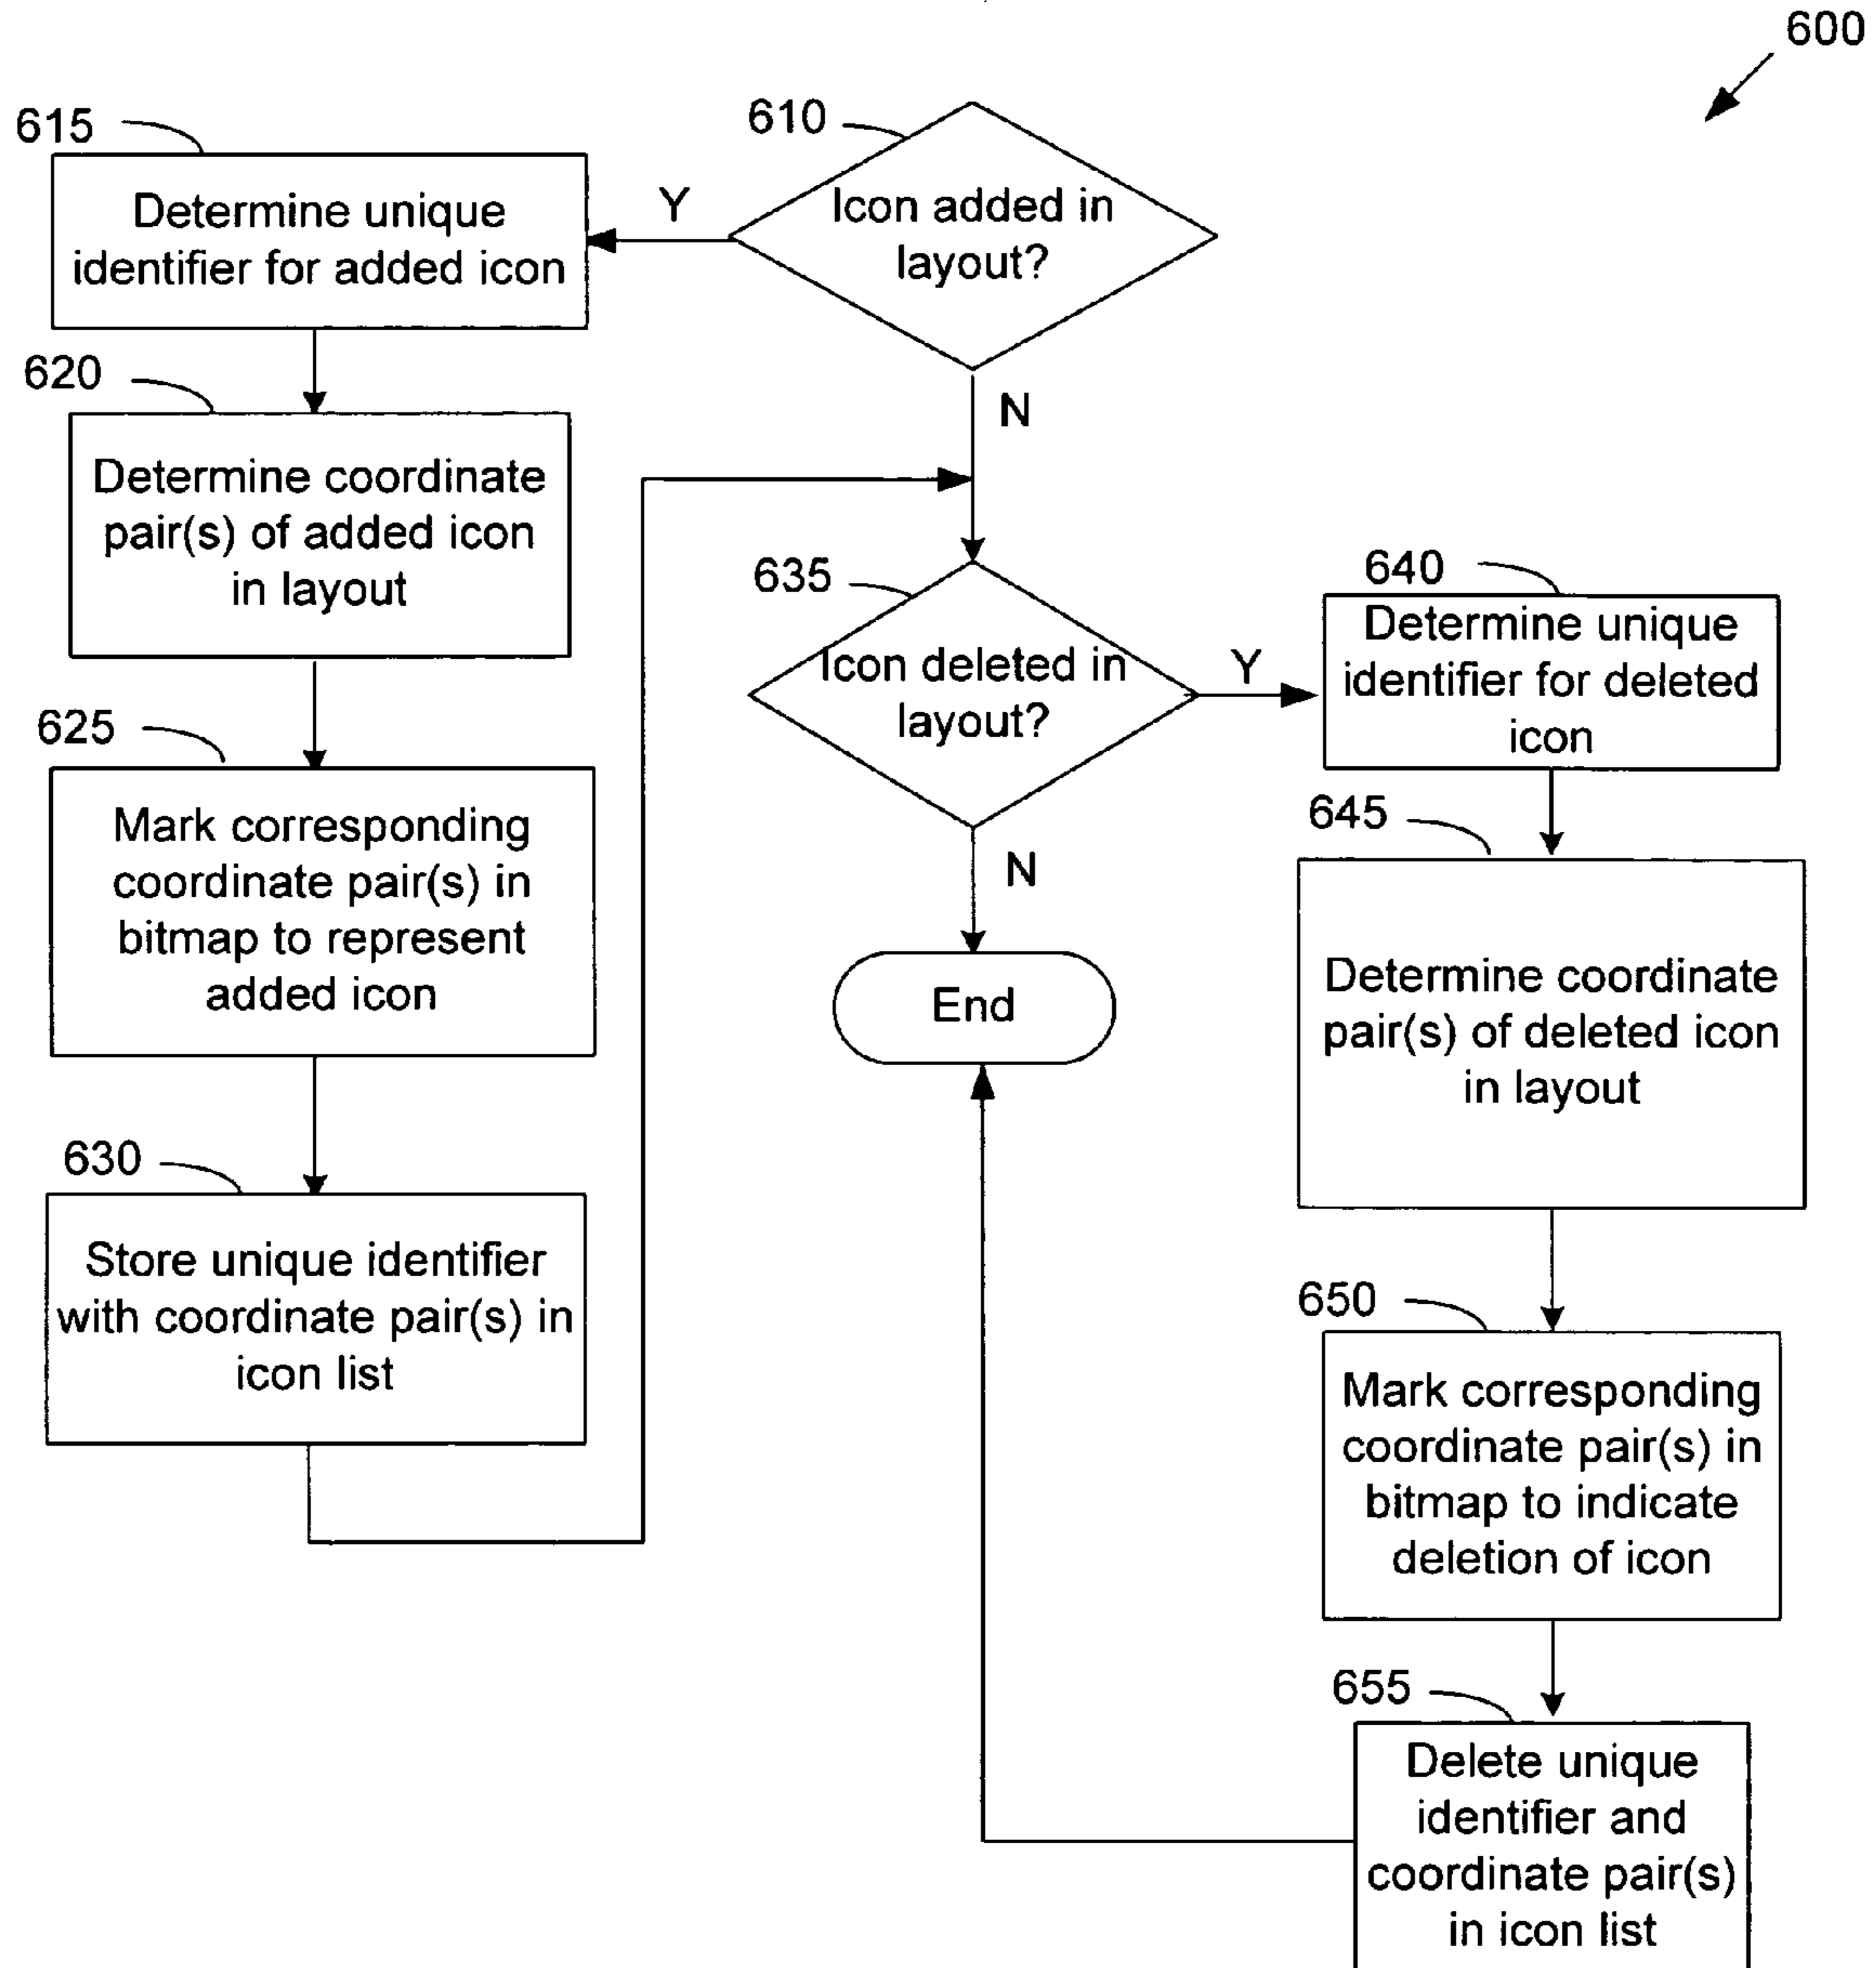 600
610
Icon added in
layout?
Y
N
615
Determine unique
identifier for added icon
620
Determine coordinate
pair(s) of added icon
in layout
625
Mark corresponding
coordinate pair(s) in
bitmap to represent
added icon
630
Store unique identifier
with coordinate pair(s) in
icon list
635
Icon deleted in
layout?
Y
N
End
640
Determine unique
identifier for deleted
icon
645
Determine coordinate
pair(s) of deleted icon
in layout
650
Mark corresponding
coordinate pair(s) in
bitmap to indicate
deletion of icon
655
Delete unique
identifier and
coordinate pair(s)
in icon list